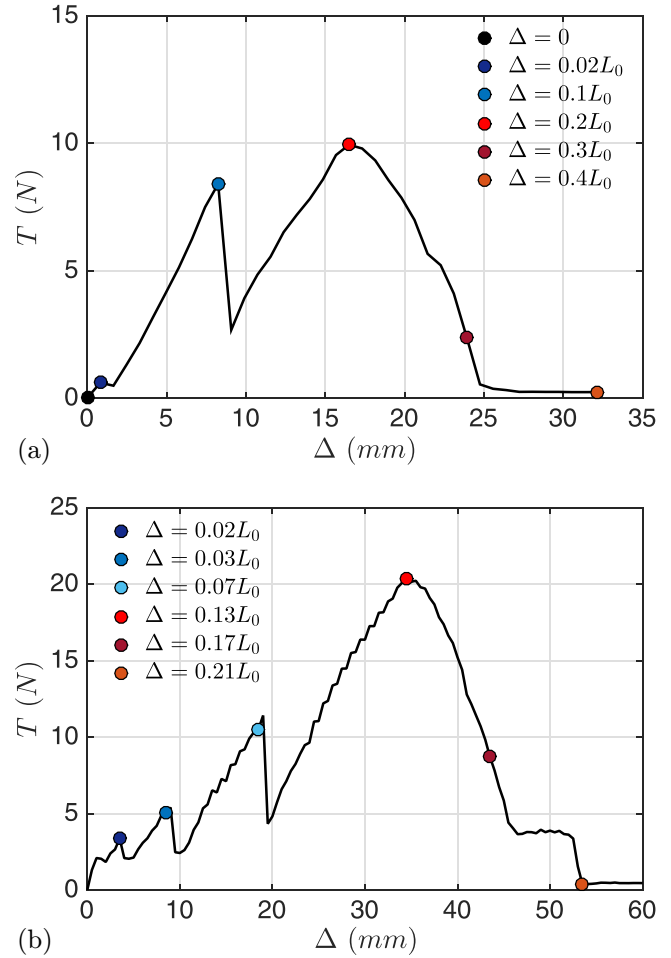 15
10
5
0
T (N)
Δ = 0
Δ = 0.02L₀
Δ = 0.1L₀
Δ = 0.2L₀
Δ = 0.3L₀
Δ = 0.4L₀
0 5 10 15 20 25 30 35
(a) Δ (mm)
25
20
15
10
5
0
T (N)
Δ = 0.02L₀
Δ = 0.03L₀
Δ = 0.07L₀
Δ = 0.13L₀
Δ = 0.17L₀
Δ = 0.21L₀
0 10 20 30 40 50 60
(b) Δ (mm)